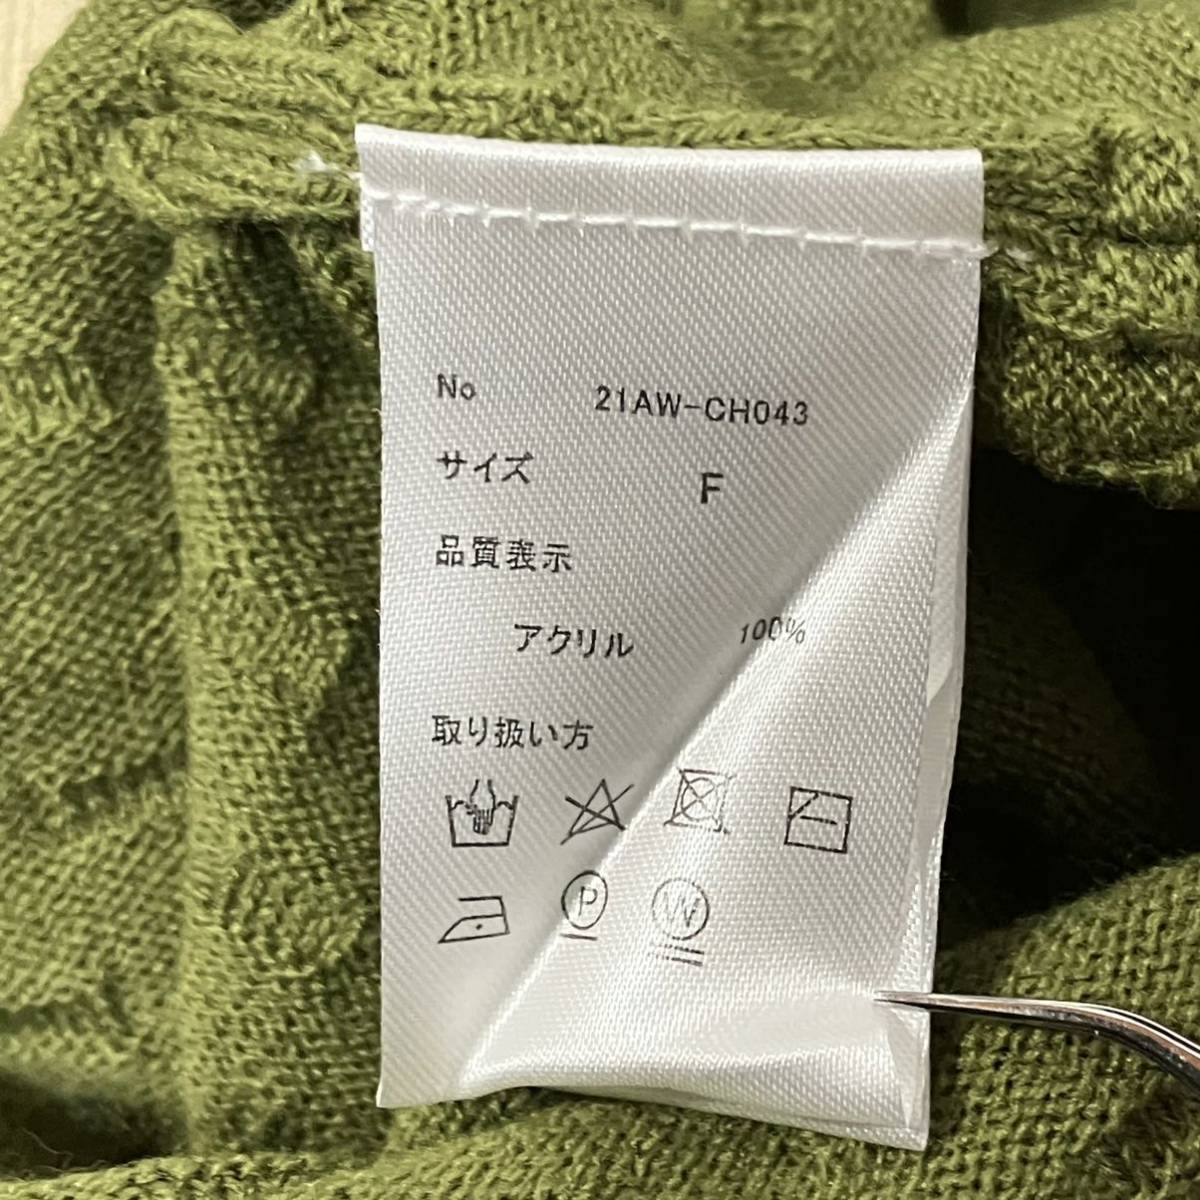 No 21AW-CH043
サイズ F
品質表示
アクリル 100%
取り扱い方
P W